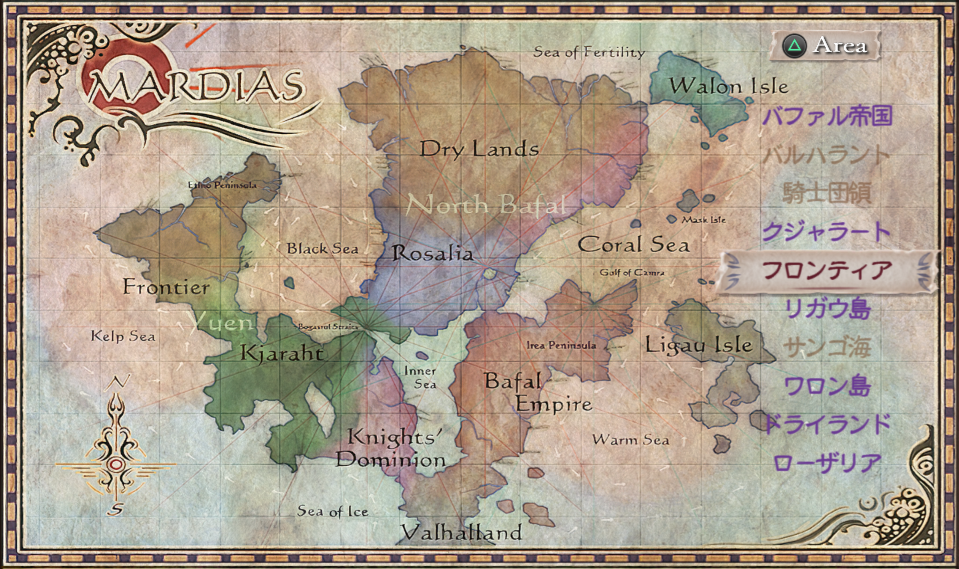 MARDIAS
Sea of Fertility
Area
Walon Isle
Dry Lands
Ethno Peninsula
North Bafal
Mask Isle
Black Sea
Rosalia
Coral Sea
Gulf of Camra
Frontier
Yuen
Kelp Sea
Bogasrof Straits
Kjaraht
Inner
Sea
Irea Peninsula
Ligau Isle
Bafal
Empire
Knights'
Dominion
Warm Sea
Sea of Ice
Valhalland
N
S
バファル帝国
バルハラント
騎士団領
クジャラート
フロンティア
リガウ島
サンゴ海
ワロン島
ドライランド
ローザリア